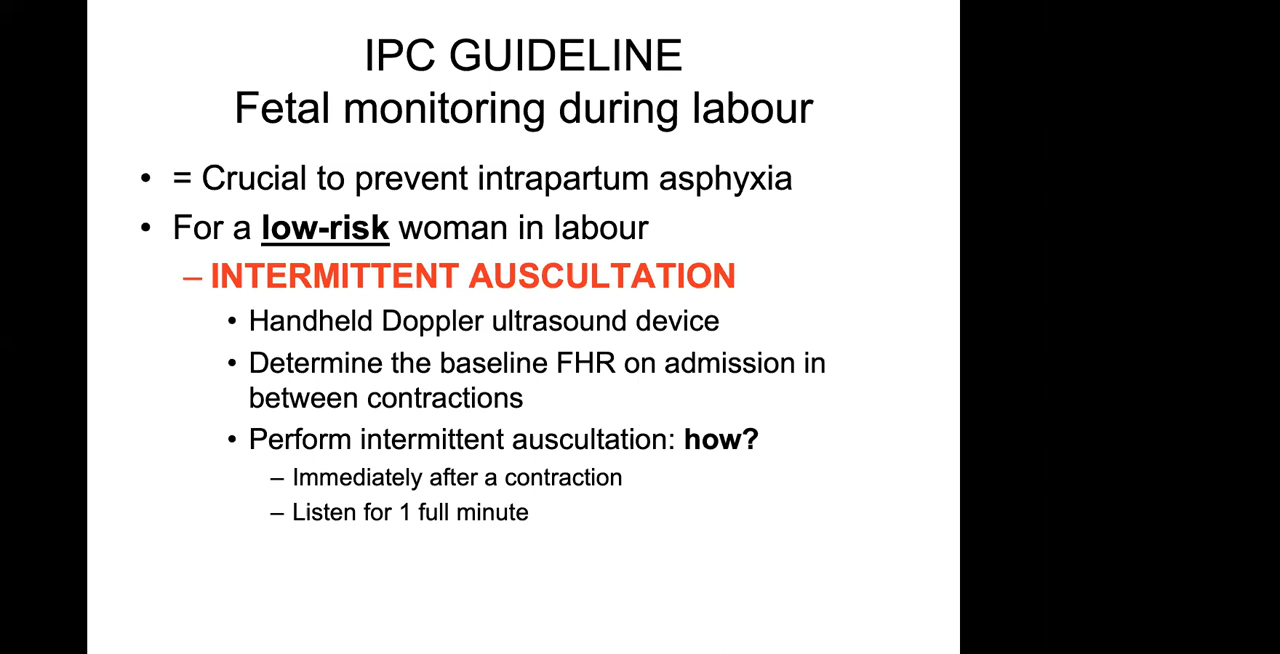 IPC GUIDELINE
Fetal monitoring during labour
• = Crucial to prevent intrapartum asphyxia
• For a low-risk woman in labour
– INTERMITTENT AUSCULTATION
• Handheld Doppler ultrasound device
• Determine the baseline FHR on admission in
between contractions
• Perform intermittent auscultation: how?
– Immediately after a contraction
– Listen for 1 full minute